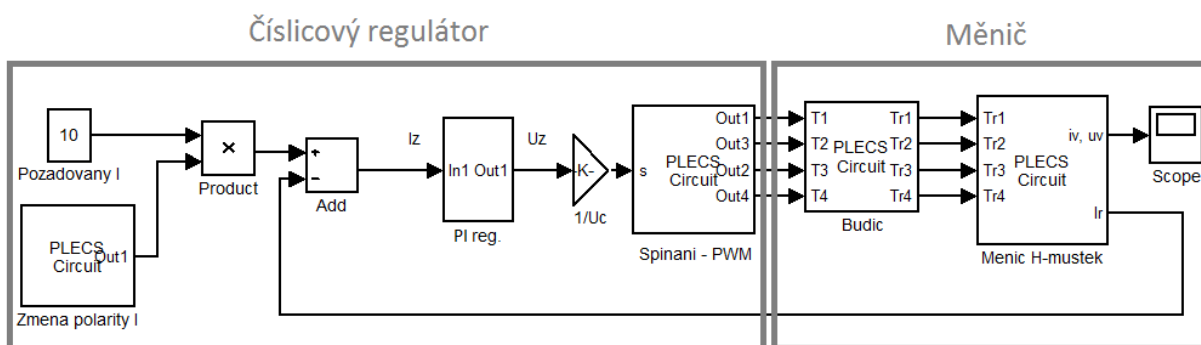 Číslicový regulátor
Měnič
10
Pozadovany I
×
Product
PLECS
Circuit
Out1
Zmena polarity I
+
−
Add
Iz
In1 Out1
PI reg.
Uz
-K-
1/Uc
s
PLECS
Circuit
Out1
Out3
Out2
Out4
Spinani - PWM
T1
T2
T3
T4
PLECS
Circuit
Tr1
Tr2
Tr3
Tr4
Budic
Tr1
Tr2
Tr3
Tr4
PLECS
Circuit
iv, uv
Ir
Menic H-mustek
Scope